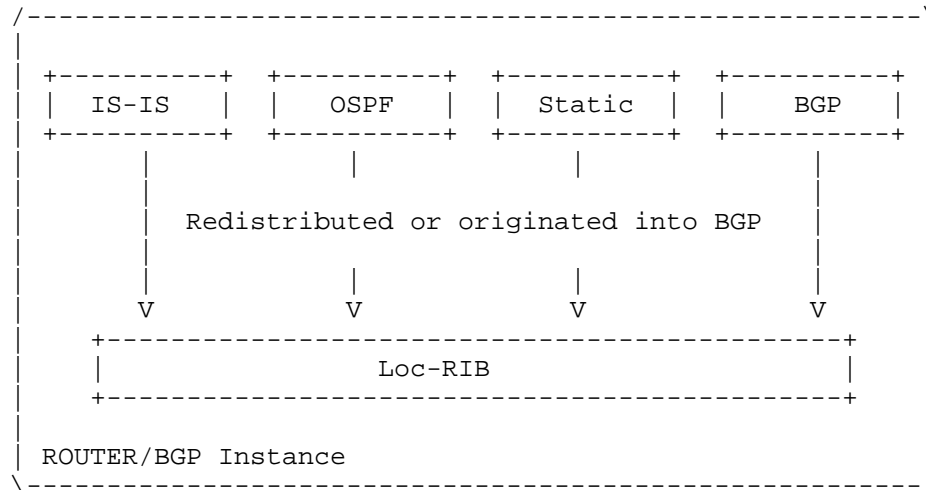 IS-IS OSPF Static BGP
Redistributed or originated into BGP
V V V V
Loc-RIB
ROUTER/BGP Instance